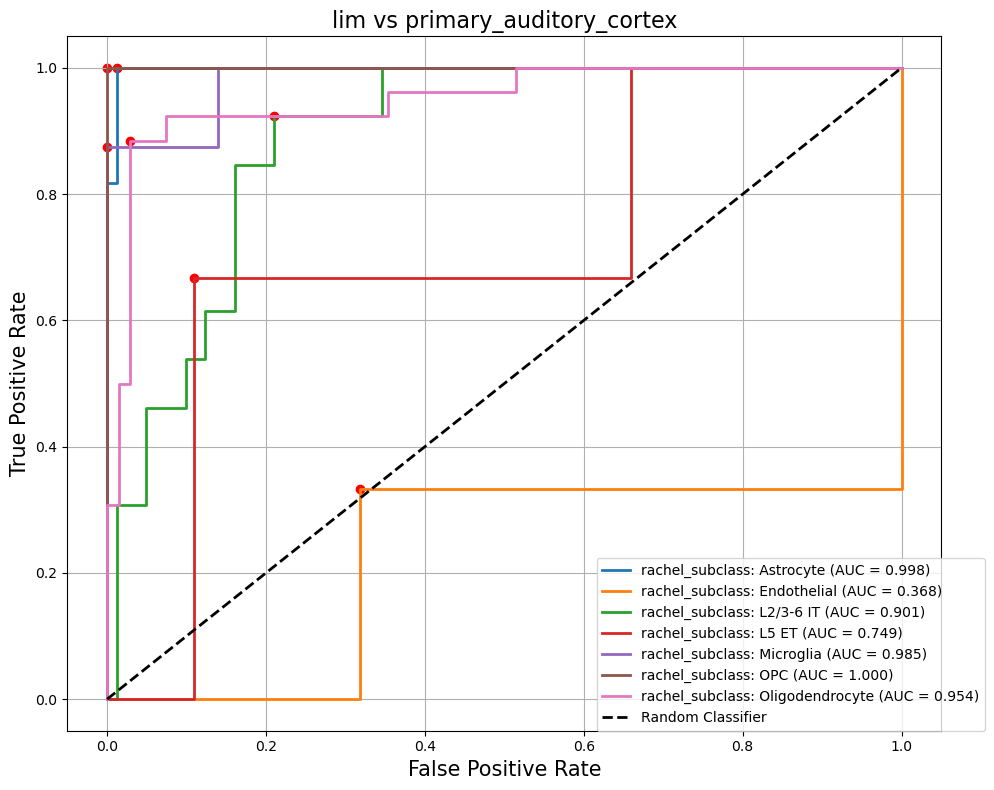 lim vs primary_auditory_cortex
True Positive Rate
1.0
0.8
0.6
0.4
0.2
0.0
rachel_subclass: Astrocyte (AUC = 0.998)
rachel_subclass: Endothelial (AUC = 0.368)
rachel_subclass: L2/3-6 IT (AUC = 0.901)
rachel_subclass: L5 ET (AUC = 0.749)
rachel_subclass: Microglia (AUC = 0.985)
rachel_subclass: OPC (AUC = 1.000)
rachel_subclass: Oligodendrocyte (AUC = 0.954)
Random Classifier
0.0 0.2 0.4 0.6 0.8 1.0
False Positive Rate